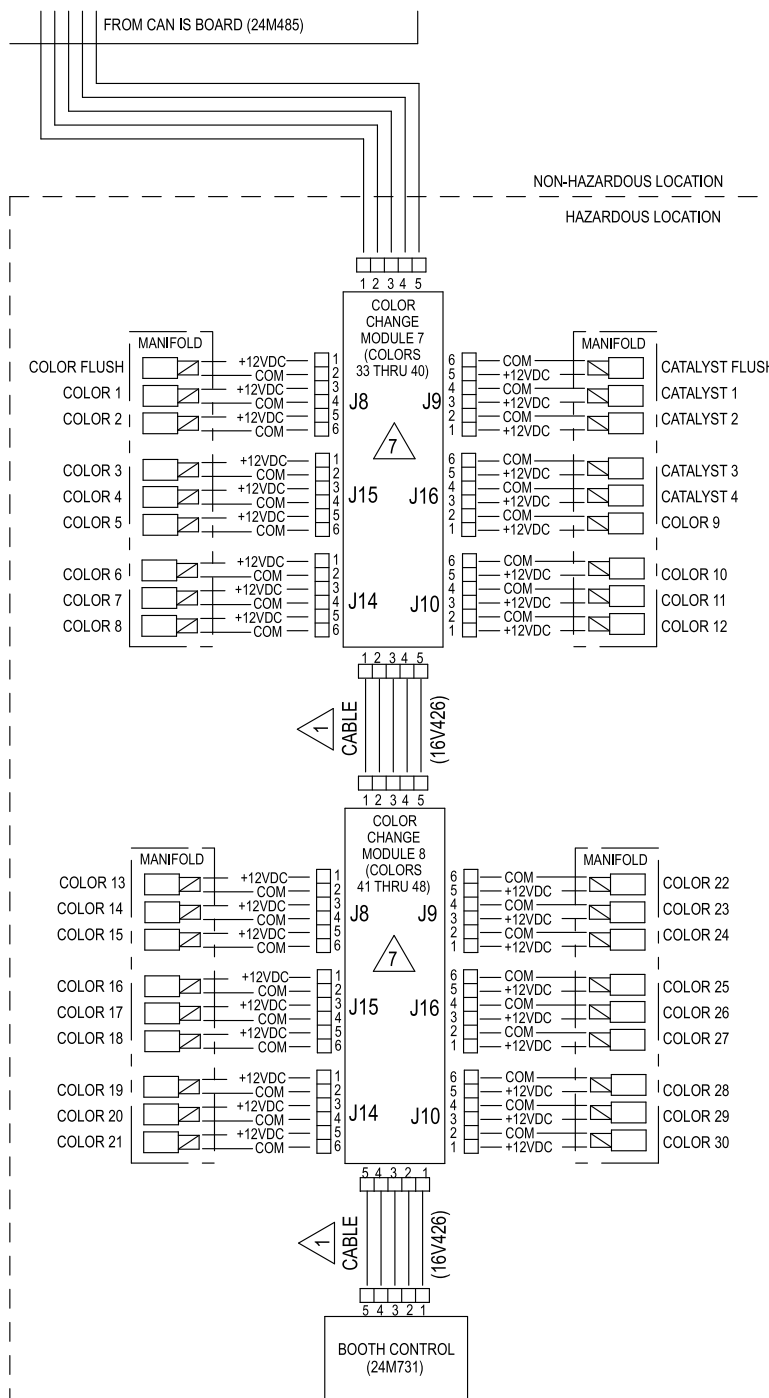 FROM CAN IS BOARD (24M485)
NON-HAZARDOUS LOCATION
HAZARDOUS LOCATION
1 2 3 4 5
COLOR
CHANGE
MODULE 7
(COLORS
33 THRU 40)
MANIFOLD
MANIFOLD
COLOR FLUSH +12VDC 1 6 COM CATALYST FLUSH
COM 2 5 +12VDC
COLOR 1 +12VDC 3 4 COM CATALYST 1
COM 4 J8 J9 3 +12VDC
COLOR 2 +12VDC 5 2 COM CATALYST 2
COM 6 1 +12VDC
7
COLOR 3 +12VDC 1 6 COM CATALYST 3
COM 2 5 +12VDC
COLOR 4 +12VDC 3 J15 J16 4 COM CATALYST 4
COM 4 3 +12VDC
COLOR 5 +12VDC 5 2 COM COLOR 9
COM 6 1 +12VDC
COLOR 6 +12VDC 1 6 COM COLOR 10
COM 2 5 +12VDC
COLOR 7 +12VDC 3 J14 J10 4 COM COLOR 11
COM 4 3 +12VDC
COLOR 8 +12VDC 5 2 COM COLOR 12
COM 6 1 +12VDC
1 2 3 4 5
1 CABLE (16V426)
1 2 3 4 5
COLOR
CHANGE
MODULE 8
(COLORS
41 THRU 48)
MANIFOLD
MANIFOLD
COLOR 13 +12VDC 1 6 COM COLOR 22
COM 2 5 +12VDC
COLOR 14 +12VDC 3 4 COM COLOR 23
COM 4 J8 J9 3 +12VDC
COLOR 15 +12VDC 5 2 COM COLOR 24
COM 6 1 +12VDC
7
COLOR 16 +12VDC 1 6 COM COLOR 25
COM 2 5 +12VDC
COLOR 17 +12VDC 3 J15 J16 4 COM COLOR 26
COM 4 3 +12VDC
COLOR 18 +12VDC 5 2 COM COLOR 27
COM 6 1 +12VDC
COLOR 19 +12VDC 1 6 COM COLOR 28
COM 2 5 +12VDC
COLOR 20 +12VDC 3 J14 J10 4 COM COLOR 29
COM 4 3 +12VDC
COLOR 21 +12VDC 5 2 COM COLOR 30
COM 6 1 +12VDC
5 4 3 2 1
1 CABLE (16V426)
5 4 3 2 1
BOOTH CONTROL
(24M731)